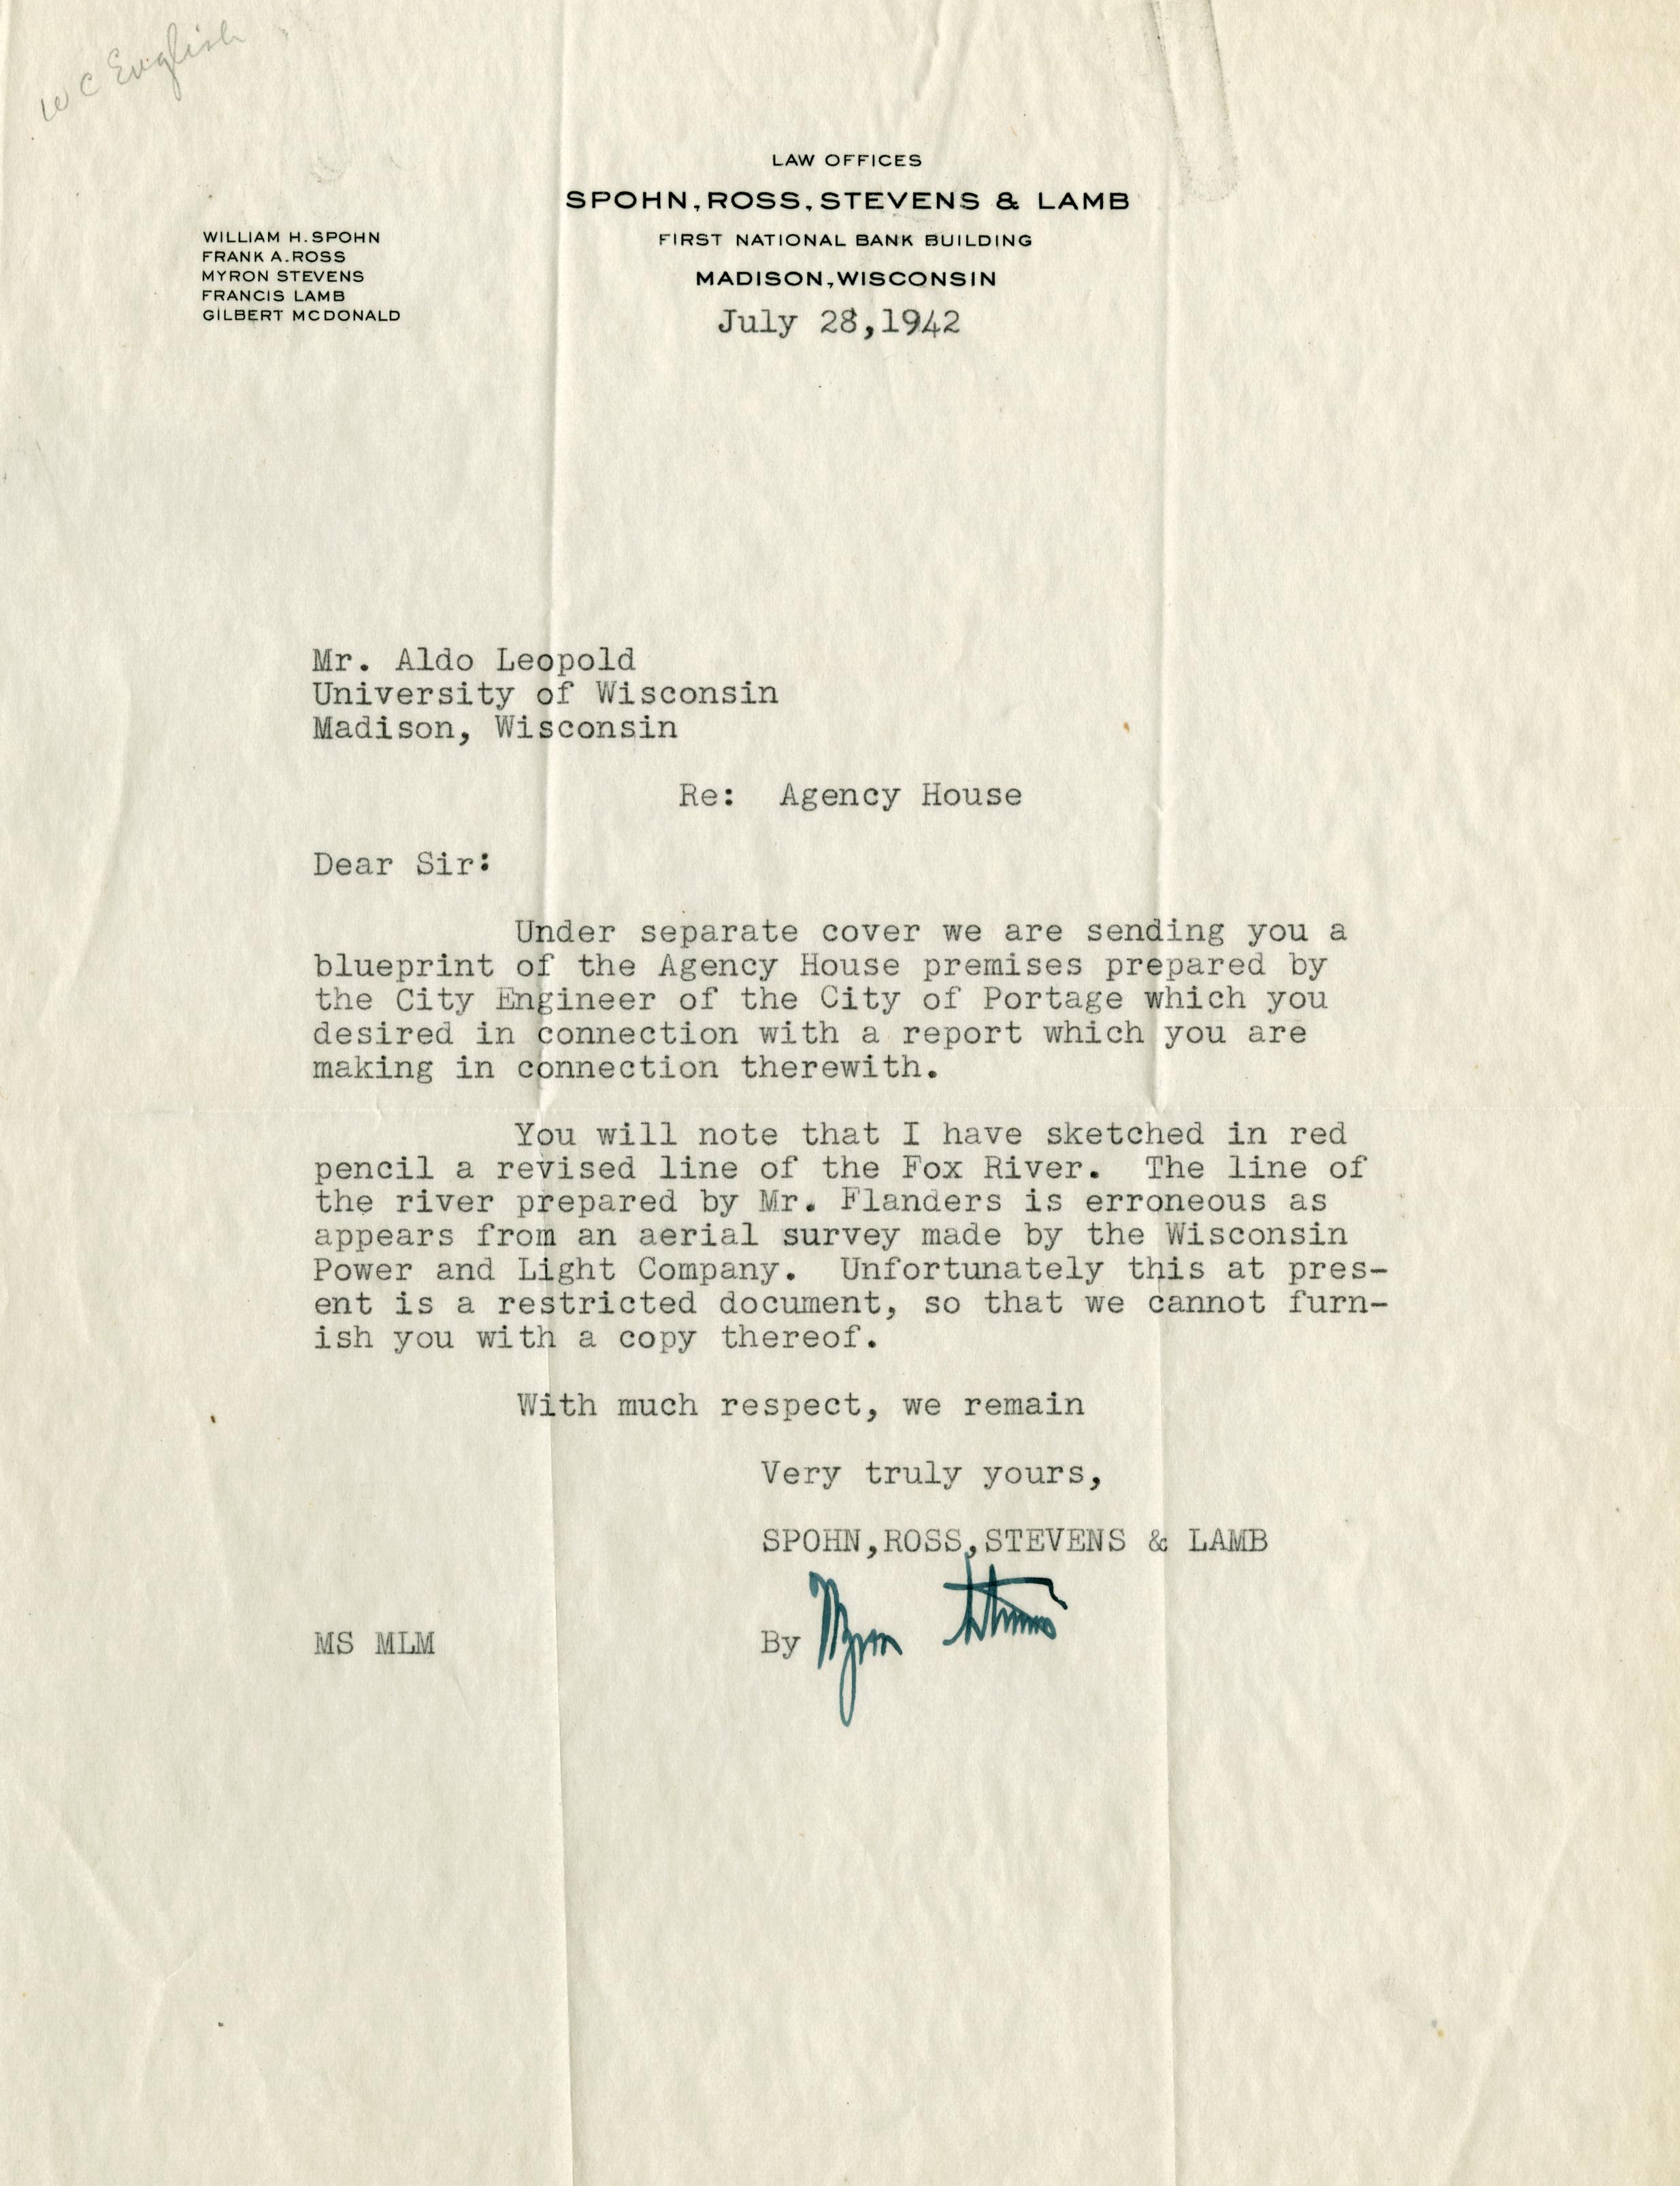 W C English
LAW OFFICES
SPOHN, ROSS, STEVENS & LAMB
FIRST NATIONAL BANK BUILDING
MADISON, WISCONSIN
WILLIAM H. SPOHN
FRANK A. ROSS
MYRON STEVENS
FRANCIS LAMB
GILBERT MCDONALD
July 28,1942
Mr. Aldo Leopold
University of Wisconsin
Madison, Wisconsin
Re: Agency House
Dear Sir:
Under separate cover we are sending you a
blueprint of the Agency House premises prepared by
the City Engineer of the City of Portage which you
desired in connection with a report which you are
making in connection therewith.
You will note that I have sketched in red
pencil a revised line of the Fox River. The line of
the river prepared by Mr. Flanders is erroneous as
appears from an aerial survey made by the Wisconsin
Power and Light Company. Unfortunately this at pres-
ent is a restricted document, so that we cannot furn-
ish you with a copy thereof.
With much respect, we remain
Very truly yours,
SPOHN,ROSS,STEVENS & LAMB
MS MLM
By Myron Stevens